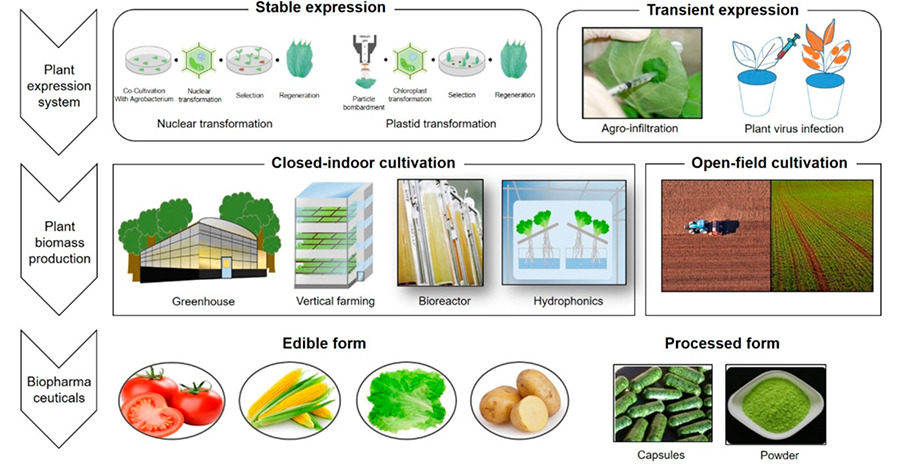 Stable expression
Transient expression
Plant
expression
system
Co-Cultivation
With Agrobacterium
Nuclear
transformation
Selection
Regeneration
Particle
bombardment
Chloroplast
transformation
Selection
Regeneration
Nuclear transformation
Plastid transformation
Agro-infiltration
Plant virus infection
Closed-indoor cultivation
Open-field cultivation
Plant
biomass
production
Greenhouse
Vertical farming
Bioreactor
Hydrophonics
Edible form
Processed form
Biopharma
ceuticals
Capsules
Powder